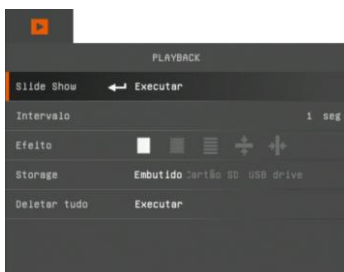 PLAYBACK
Slide Show Executar
Intervalo 1 seg
Efeito
Storage Embutido Cartão SD USB drive
Deletar tudo Executar